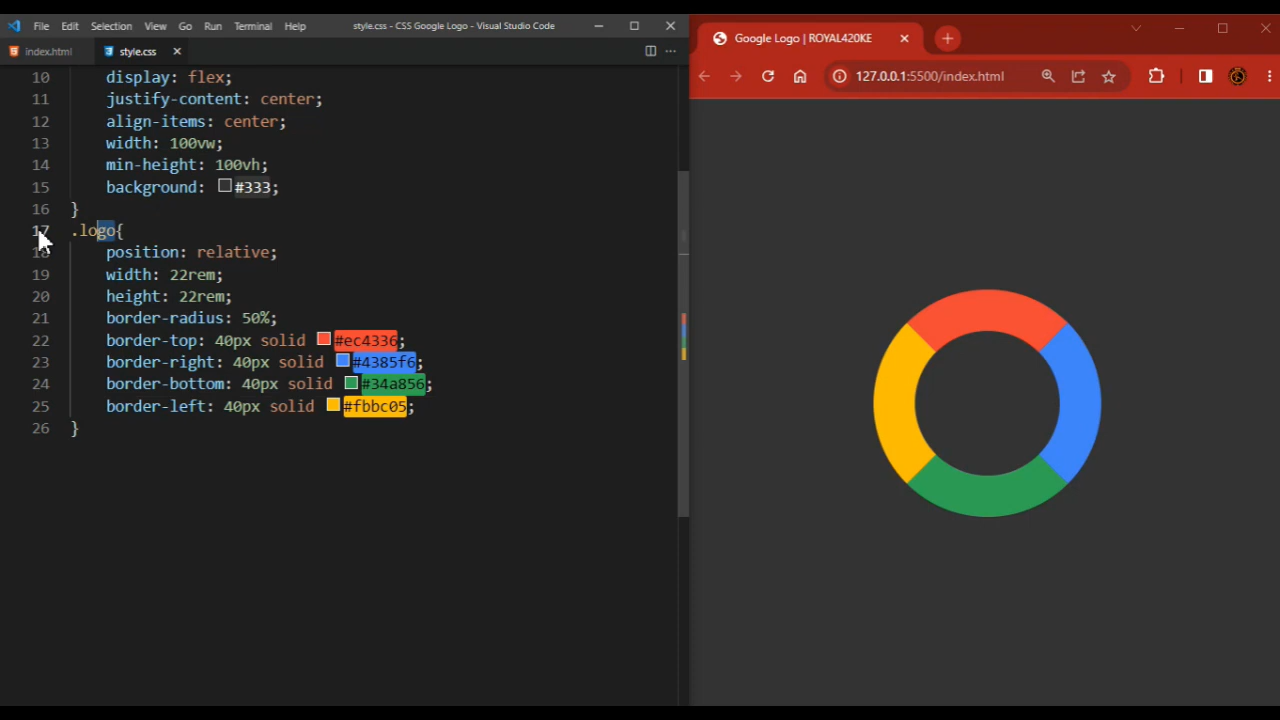 File Edit Selection View Go Run Terminal Help style.css - CSS Google Logo - Visual Studio Code
index.html style.css
10 display: flex;
11 justify-content: center;
12 align-items: center;
13 width: 100vw;
14 min-height: 100vh;
15 background: #333;
16 }
17 .logo{
18 position: relative;
19 width: 22rem;
20 height: 22rem;
21 border-radius: 50%;
22 border-top: 40px solid #ec4336;
23 border-right: 40px solid #4385f6;
24 border-bottom: 40px solid #34a856;
25 border-left: 40px solid #fbbc05;
26 }
Google Logo | ROYAL420KE
127.0.0.1:5500/index.html